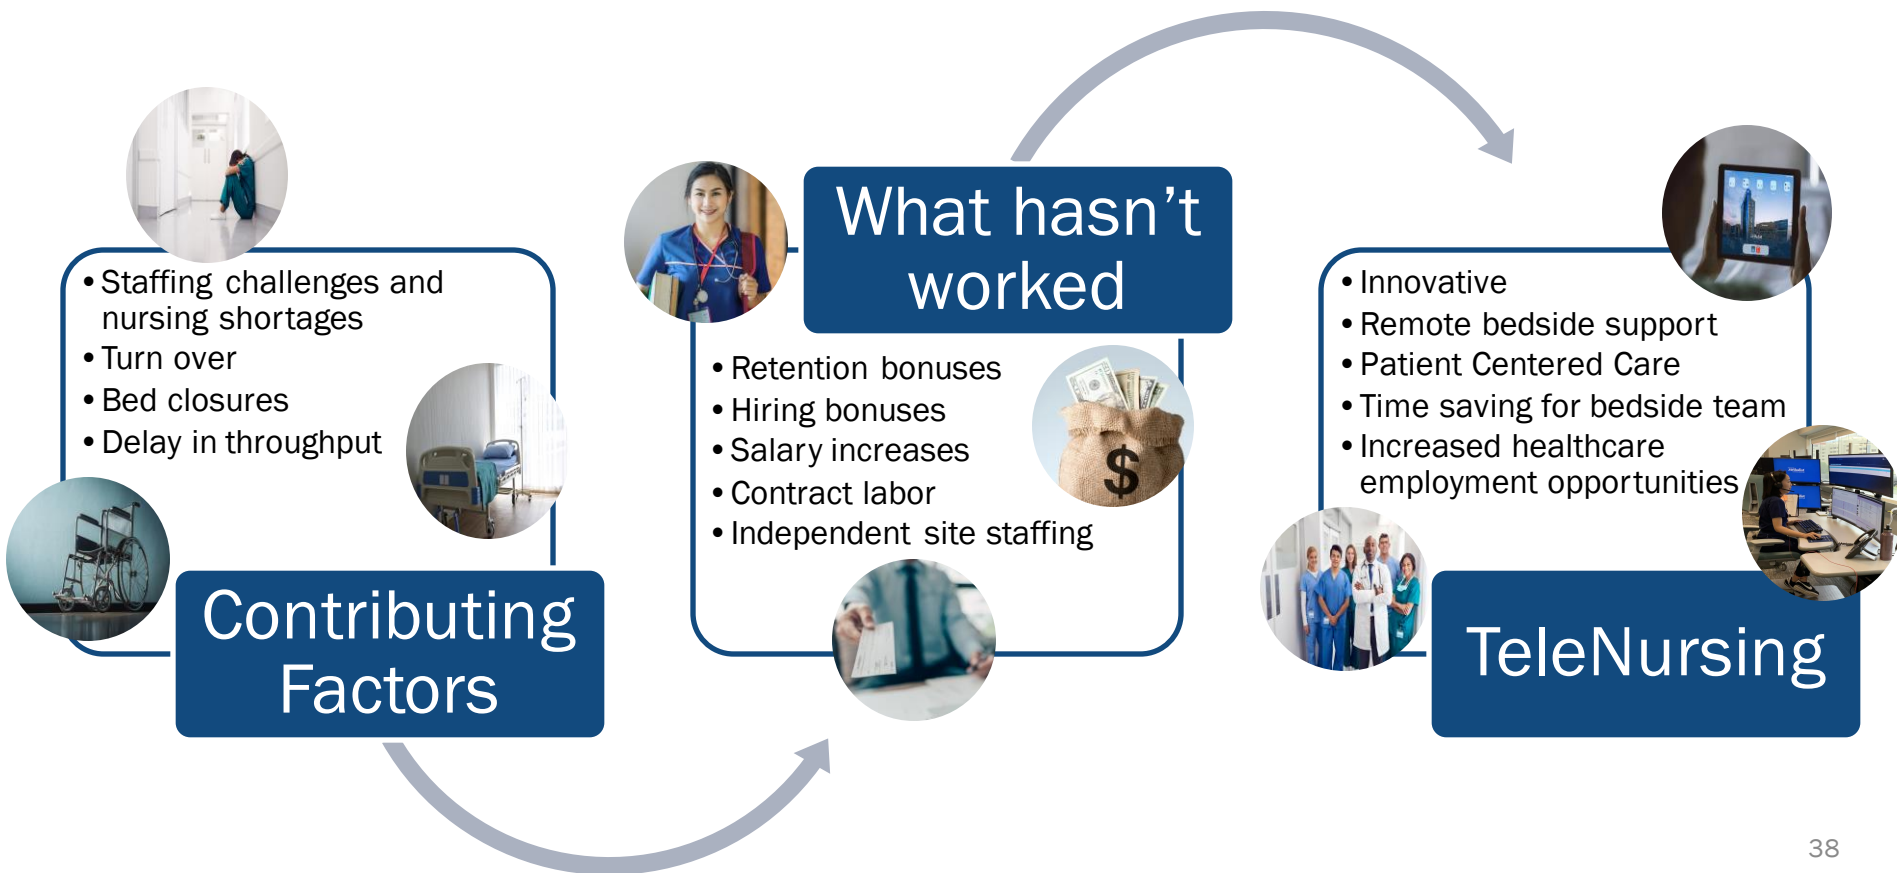 • Staffing challenges and
nursing shortages
• Turn over
• Bed closures
• Delay in throughput
Contributing
Factors
What hasn’t
worked
• Retention bonuses
• Hiring bonuses
• Salary increases
• Contract labor
• Independent site staffing
$
• Innovative
• Remote bedside support
• Patient Centered Care
• Time saving for bedside team
• Increased healthcare
employment opportunities
TeleNursing
38